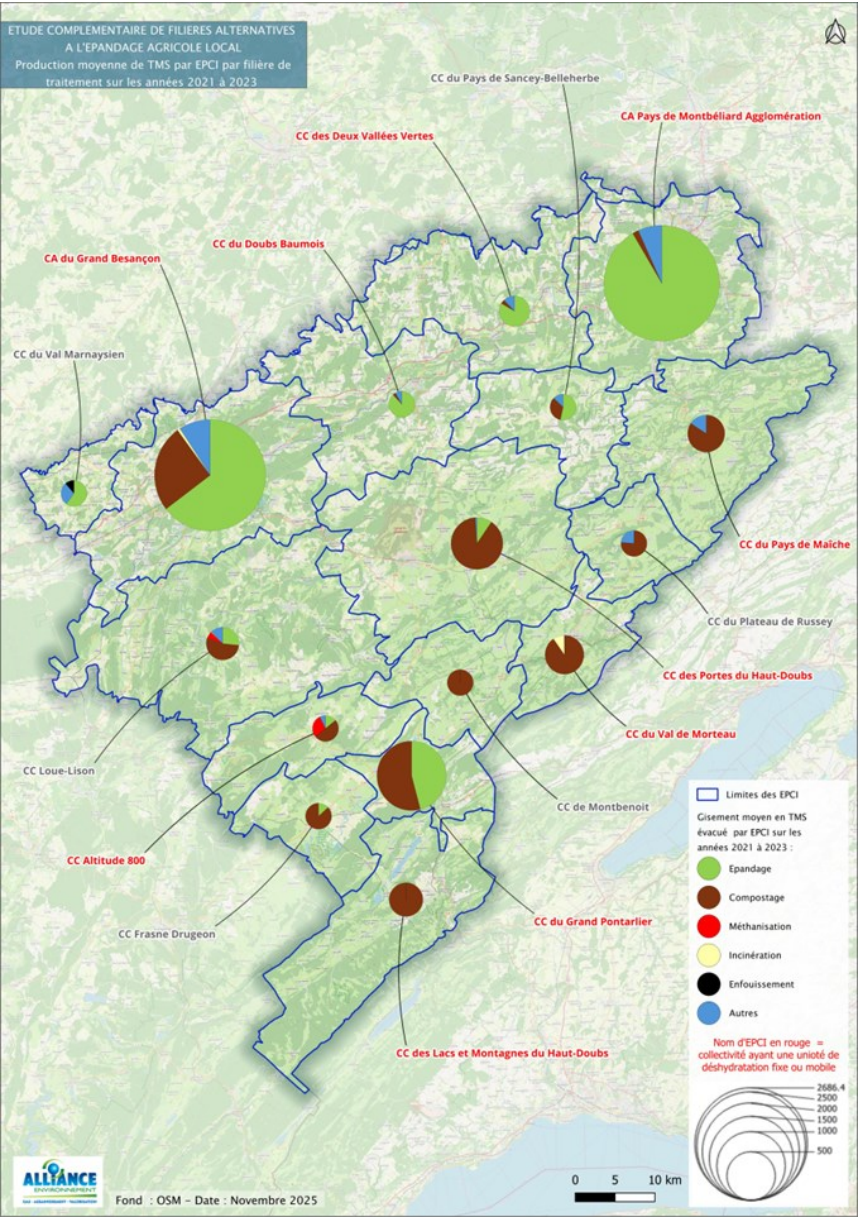 ETUDE COMPLEMENTAIRE DE FILIERES ALTERNATIVES
A L'EPANDAGE AGRICOLE LOCAL
Production moyenne de TMS par EPCI par filière de
traitement sur les années 2021 à 2023
CC du Pays de Sancey-Belleherbe
CA Pays de Montbéliard Agglomération
CC des Deux Vallées Vertes
CC du Doubs Baumois
CA du Grand Besançon
CC du Val Marnaysien
CC du Pays de Maîche
CC du Plateau de Russey
CC des Portes du Haut-Doubs
CC du Val de Morteau
CC Loue-Lison
CC de Montbenoit
CC Altitude 800
CC du Grand Pontarlier
CC Frasne Drugeon
CC des Lacs et Montagnes du Haut-Doubs
Limites des EPCI
Gisement moyen en TMS
évacué par EPCI sur les
années 2021 à 2023 :
Epandage
Compostage
Méthanisation
Incinération
Enfouissement
Autres
Nom d'EPCI en rouge =
collectivité ayant une unioté de
déshydratation fixe ou mobile
2686.4
2500
2000
1500
1000
500
ALLIANCE
ENVIRONNEMENT
EAU - ASSAINISSEMENT - VALORISATION
Fond : OSM - Date : Novembre 2025
0 5 10 km